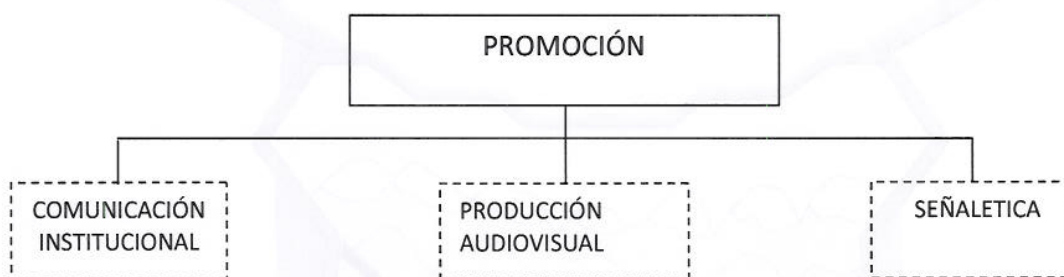 PROMOCIÓN
COMUNICACIÓN
INSTITUCIONAL
PRODUCCIÓN
AUDIOVISUAL
SEÑALETICA